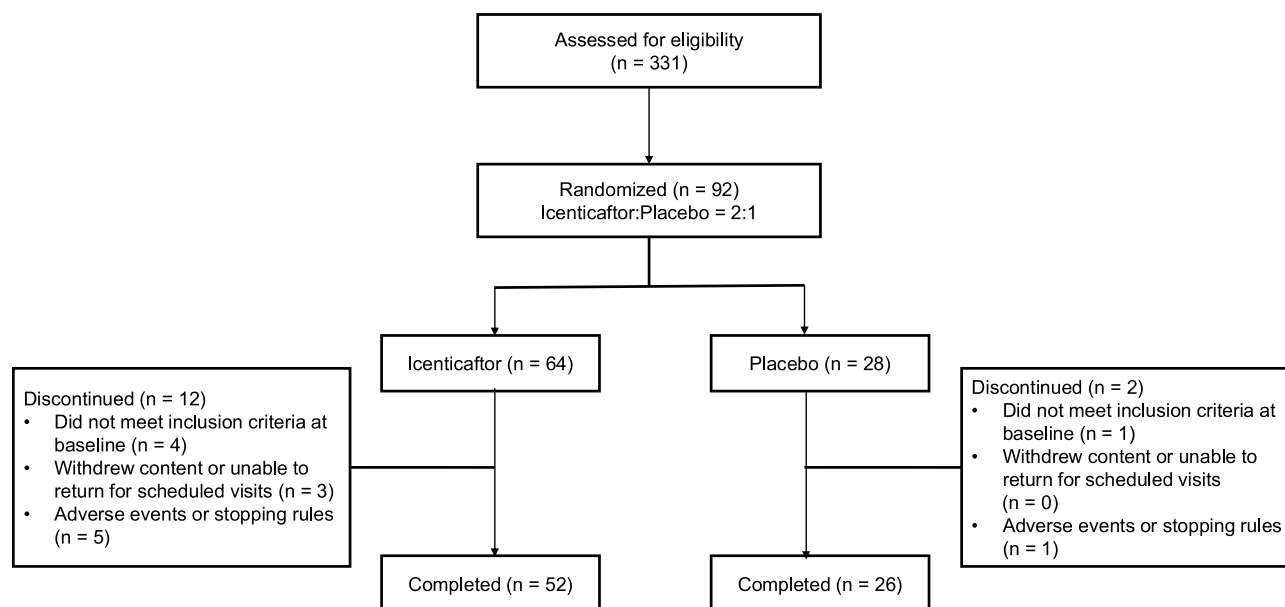 Assessed for eligibility
(n = 331)
Randomized (n = 92)
Icenticaftor:Placebo = 2:1
Icenticaftor (n = 64)
Placebo (n = 28)
Discontinued (n = 12)
• Did not meet inclusion criteria at
baseline (n = 4)
• Withdrew content or unable to
return for scheduled visits (n = 3)
• Adverse events or stopping rules
(n = 5)
Discontinued (n = 2)
• Did not meet inclusion criteria at
baseline (n = 1)
• Withdrew content or unable to
return for scheduled visits
(n = 0)
• Adverse events or stopping rules
(n = 1)
Completed (n = 52)
Completed (n = 26)